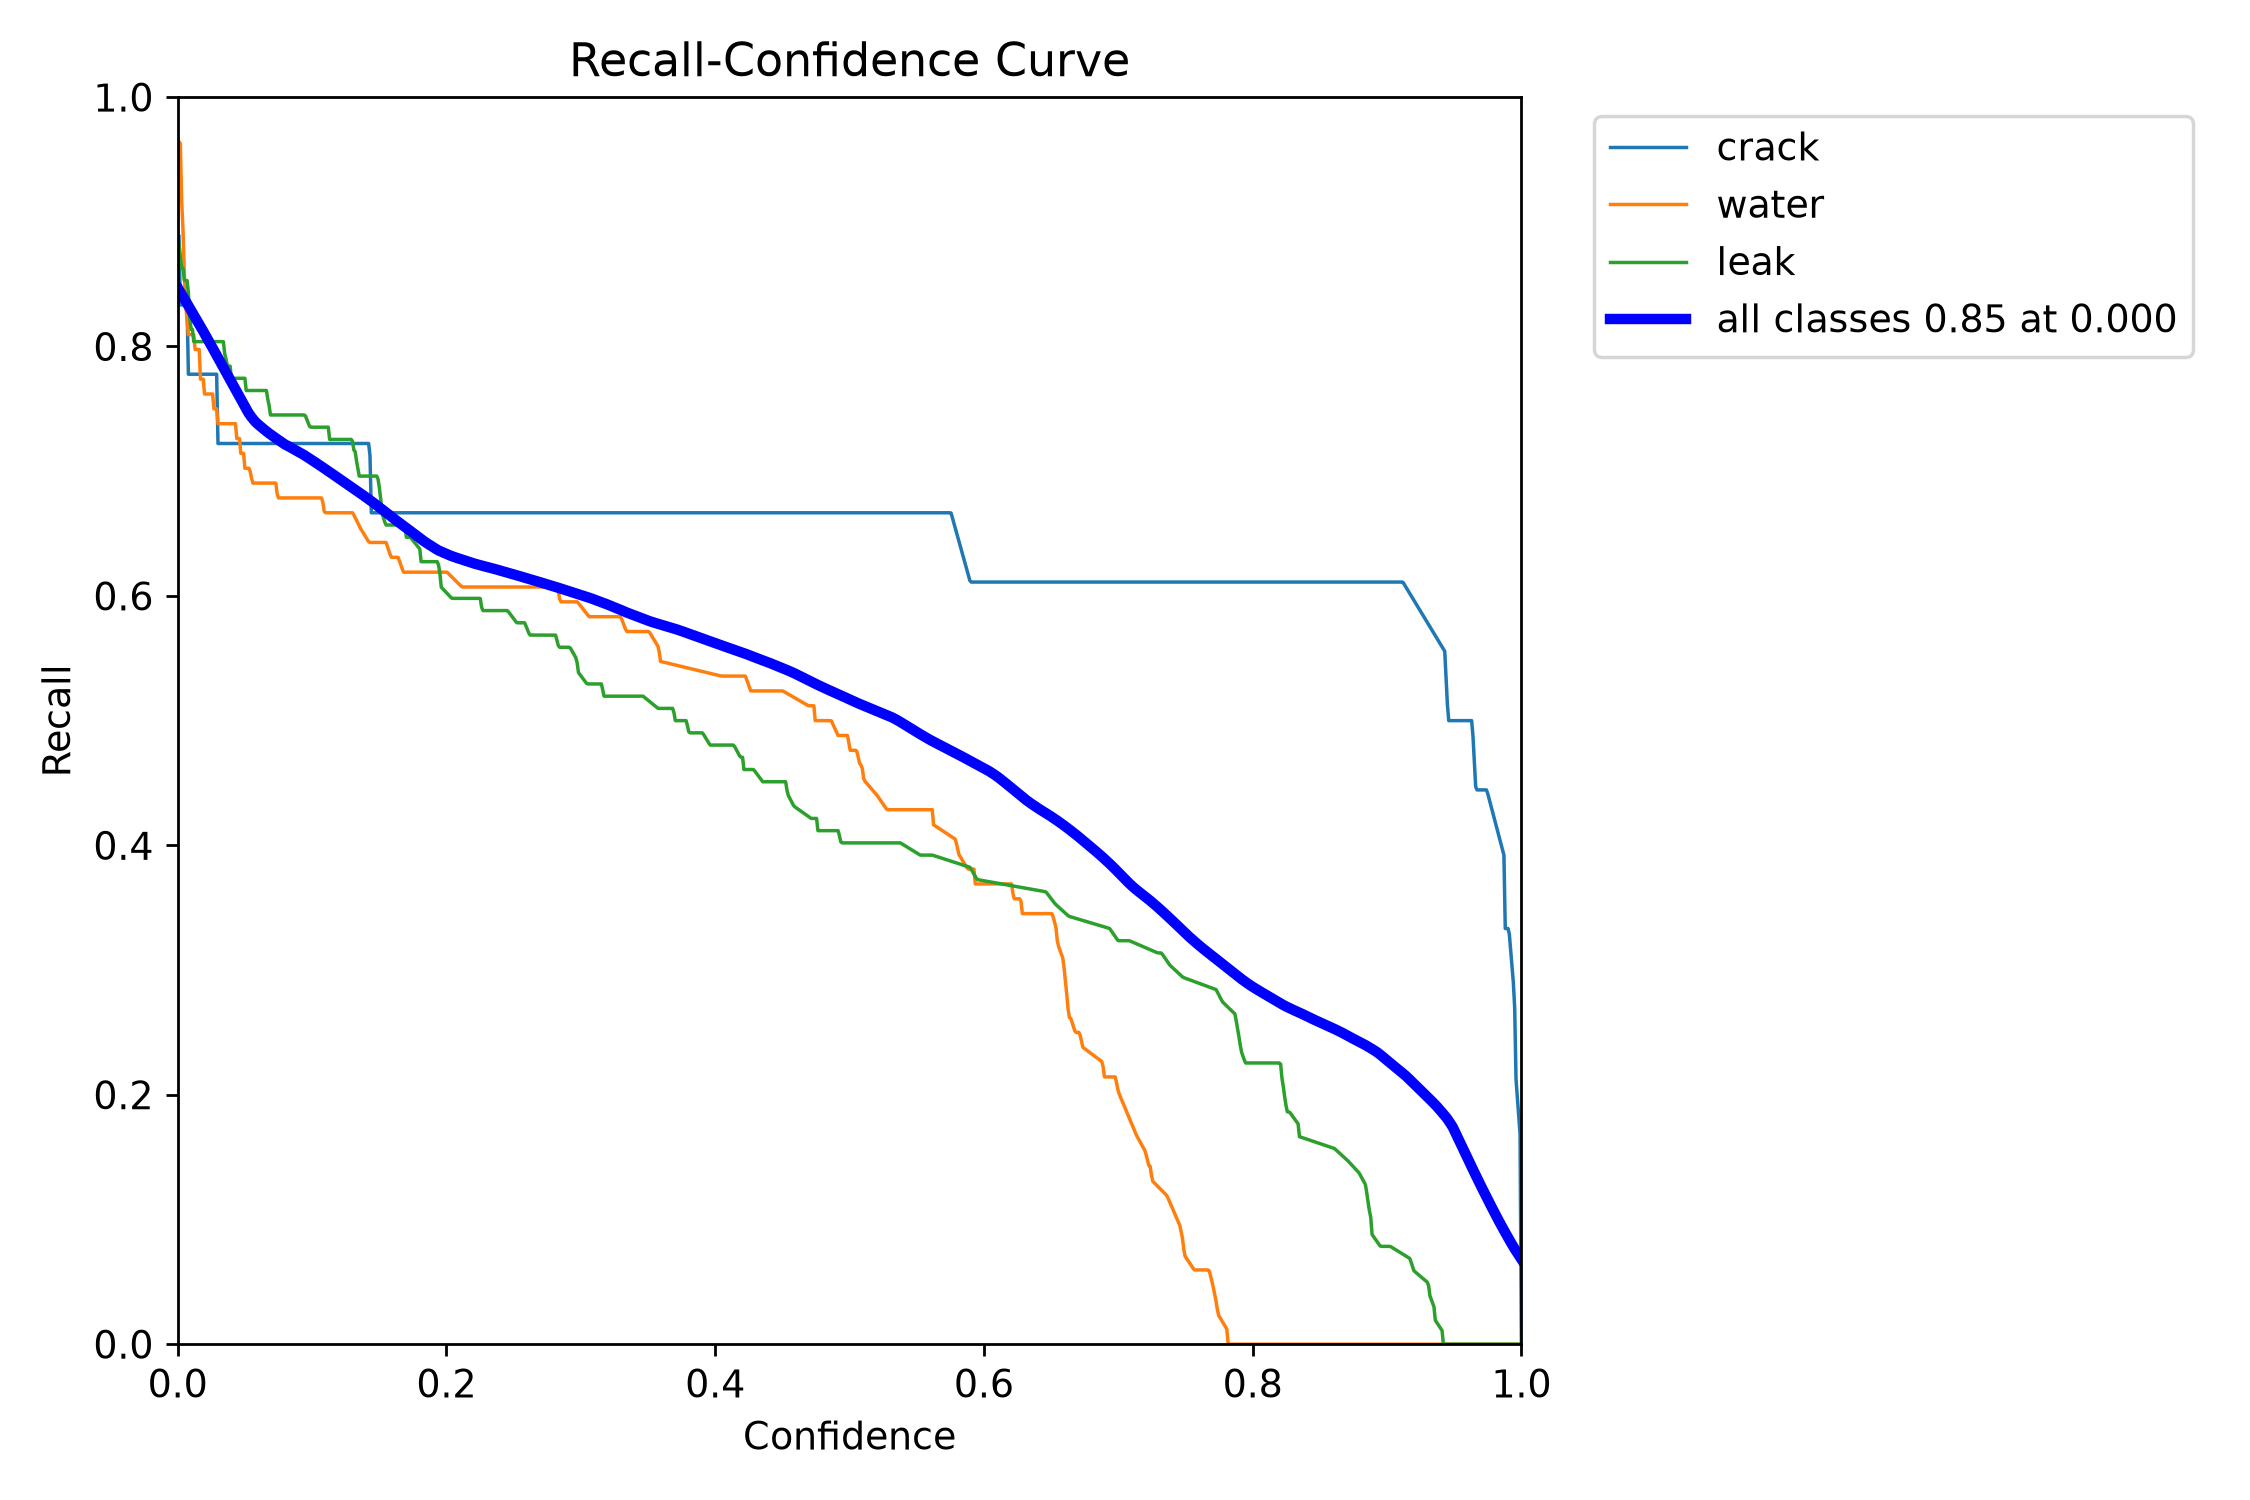 Recall-Confidence Curve
1.0
0.8
0.6
0.4
0.2
0.0
Recall
0.0 0.2 0.4 0.6 0.8 1.0
Confidence
crack
water
leak
all classes 0.85 at 0.000